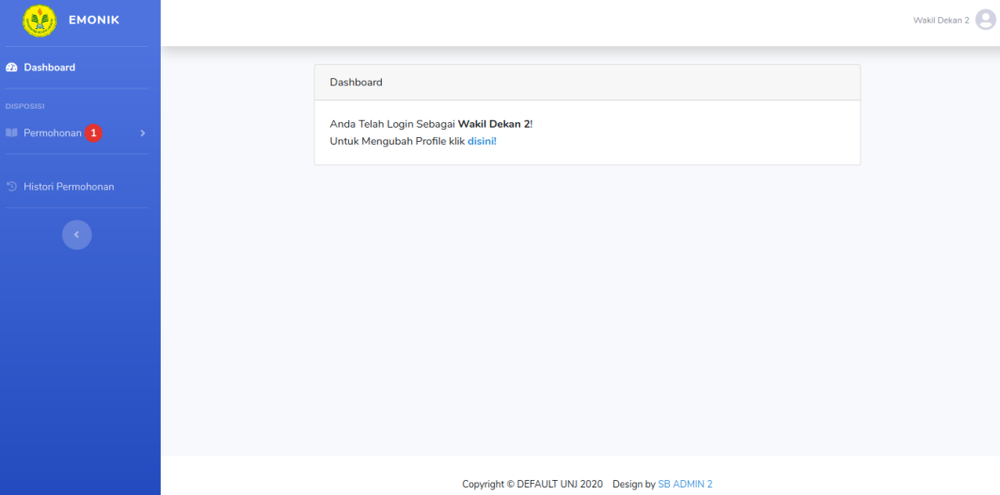 EMONIK
Wakil Dekan 2
Dashboard
DISPOSISI
Permohonan 1
Histori Permohonan
Dashboard
Anda Telah Login Sebagai Wakil Dekan 2!
Untuk Mengubah Profile klik disini!
Copyright © DEFAULT UNJ 2020 Design by SB ADMIN 2